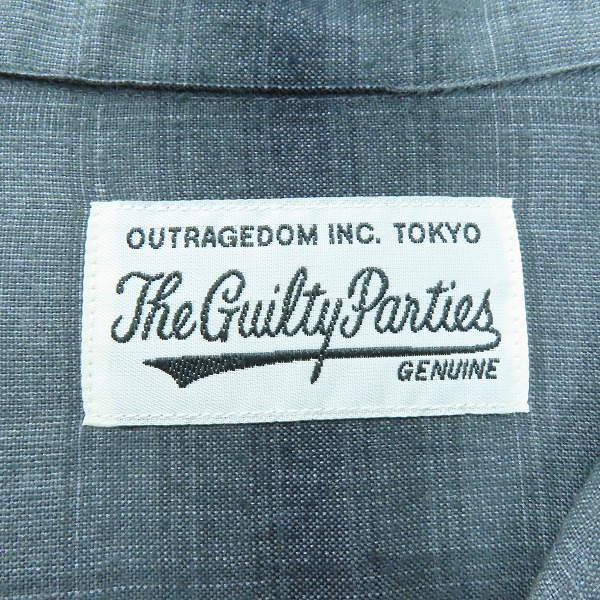 OUTRAGEDOM INC. TOKYO
The Guilty Parties
GENUINE